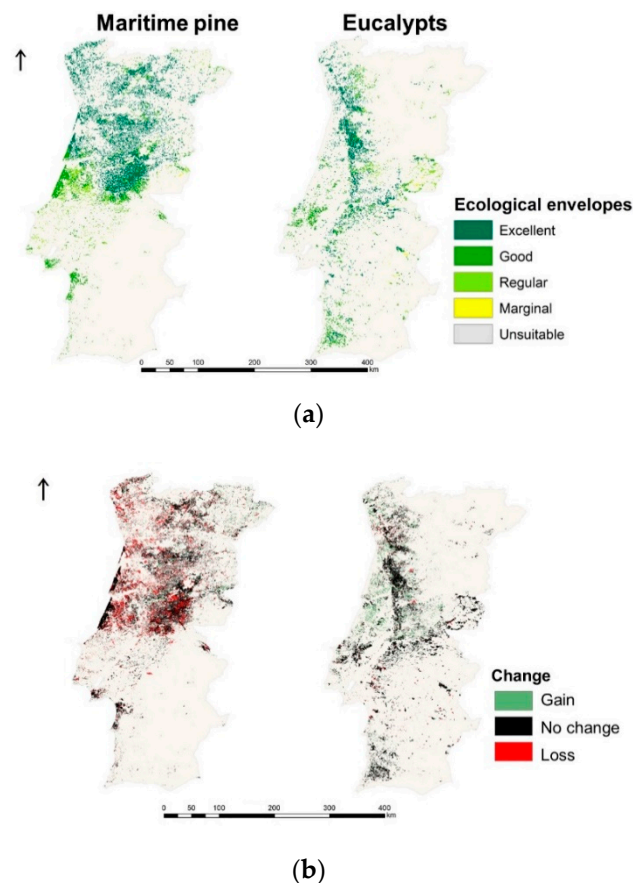 Maritime pine
Eucalypts
Ecological envelopes
Excellent
Good
Regular
Marginal
Unsuitable
0 50 100 200 300 400
km
(a)
Change
Gain
No change
Loss
0 50 100 200 300 400
km
(b)